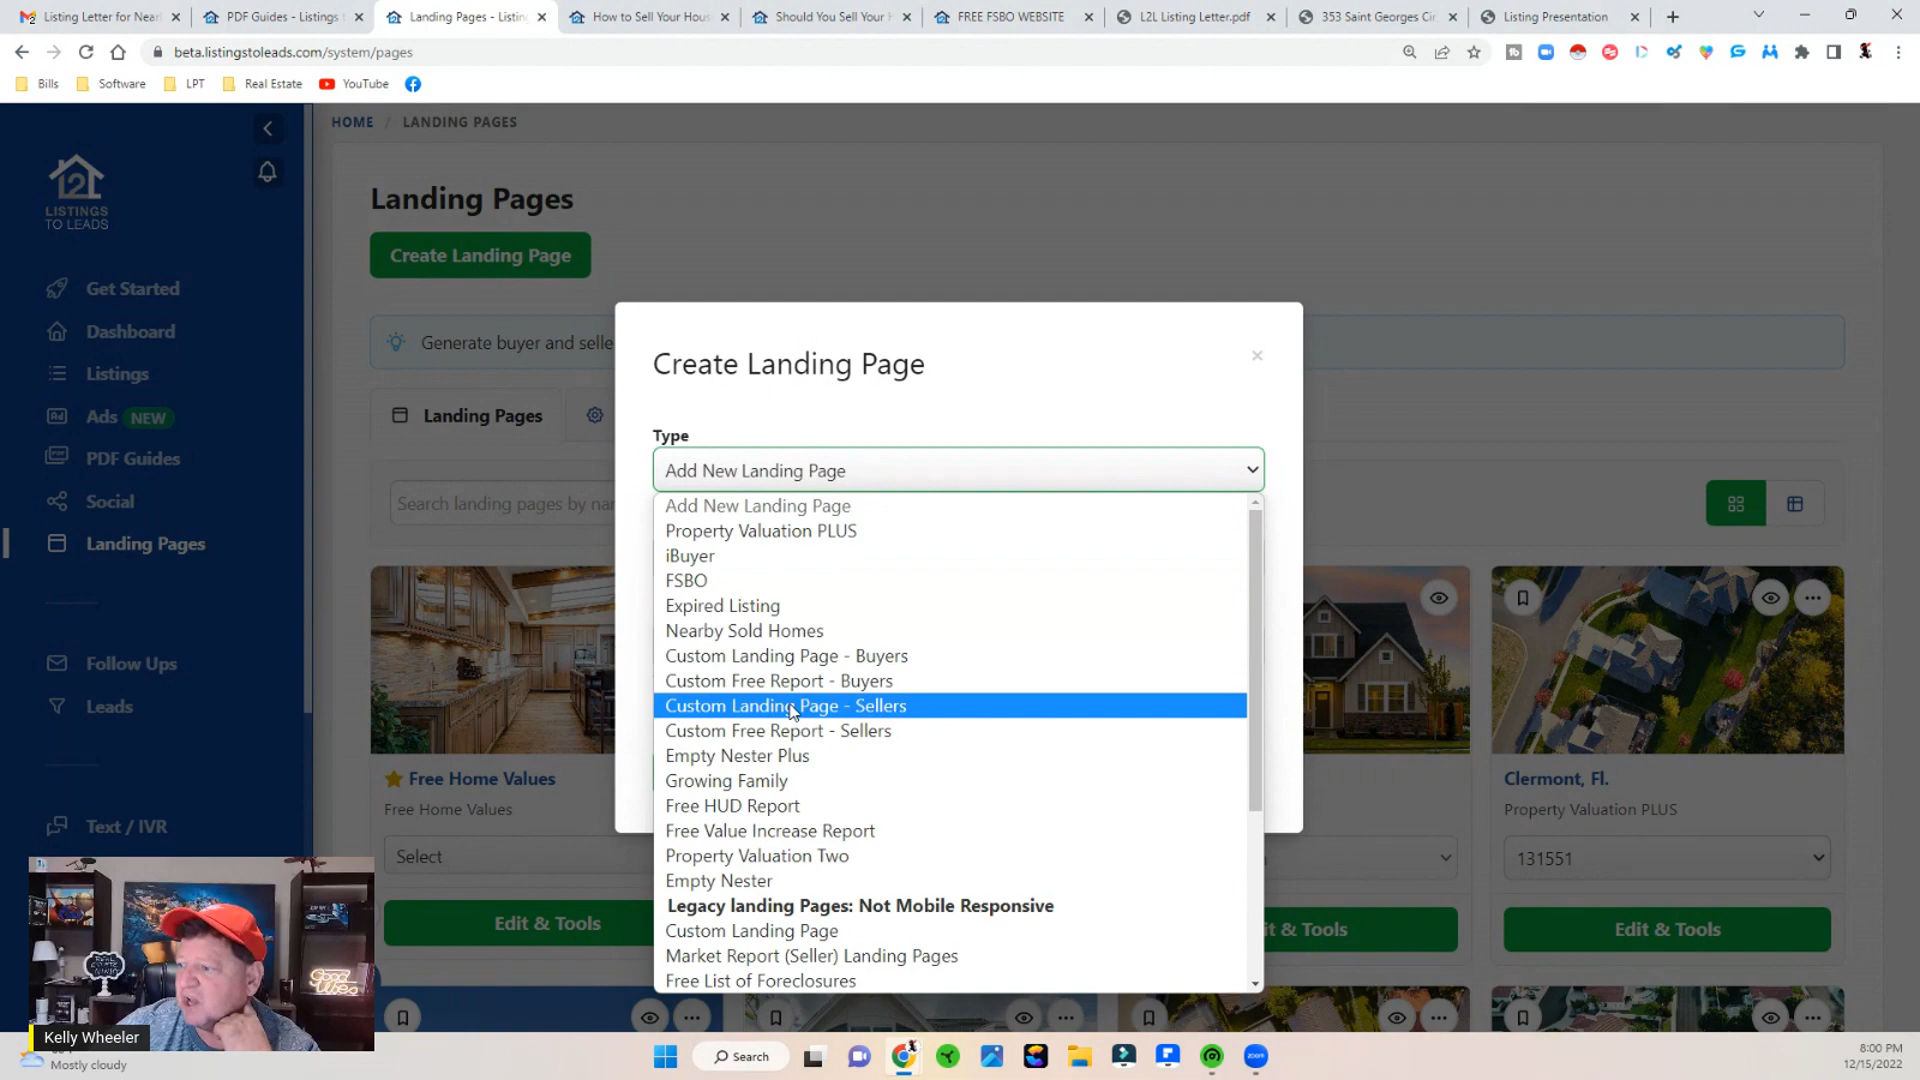 Listing Letter for Near
PDF Guides - Listings
Landing Pages - Listin
How to Sell Your Hous
Should You Sell Your H
FREE FSBO WEBSITE
L2L Listing Letter.pdf
353 Saint Georges Cir
Listing Presentation
beta.listingstoleads.com/system/pages
Bills
Software
LPT
Real Estate
YouTube
HOME / LANDING PAGES
LISTINGS
TO LEADS
Landing Pages
Create Landing Page
Get Started
Dashboard
Listings
Ads NEW
PDF Guides
Social
Landing Pages
Follow Ups
Leads
Text / IVR
Generate buyer and selle
Landing Pages
Search landing pages by nam
Create Landing Page
×
Type
Add New Landing Page
Add New Landing Page
Property Valuation PLUS
iBuyer
FSBO
Expired Listing
Nearby Sold Homes
Custom Landing Page - Buyers
Custom Free Report - Buyers
Custom Landing Page - Sellers
Custom Free Report - Sellers
Empty Nester Plus
Growing Family
Free HUD Report
Free Value Increase Report
Property Valuation Two
Empty Nester
Legacy landing Pages: Not Mobile Responsive
Custom Landing Page
Market Report (Seller) Landing Pages
Free List of Foreclosures
Free Home Values
Free Home Values
Select
Edit & Tools
it & Tools
Clermont, Fl.
Property Valuation PLUS
131551
Edit & Tools
Kelly Wheeler
Mostly cloudy
Search
zoom
8:00 PM
12/15/2022